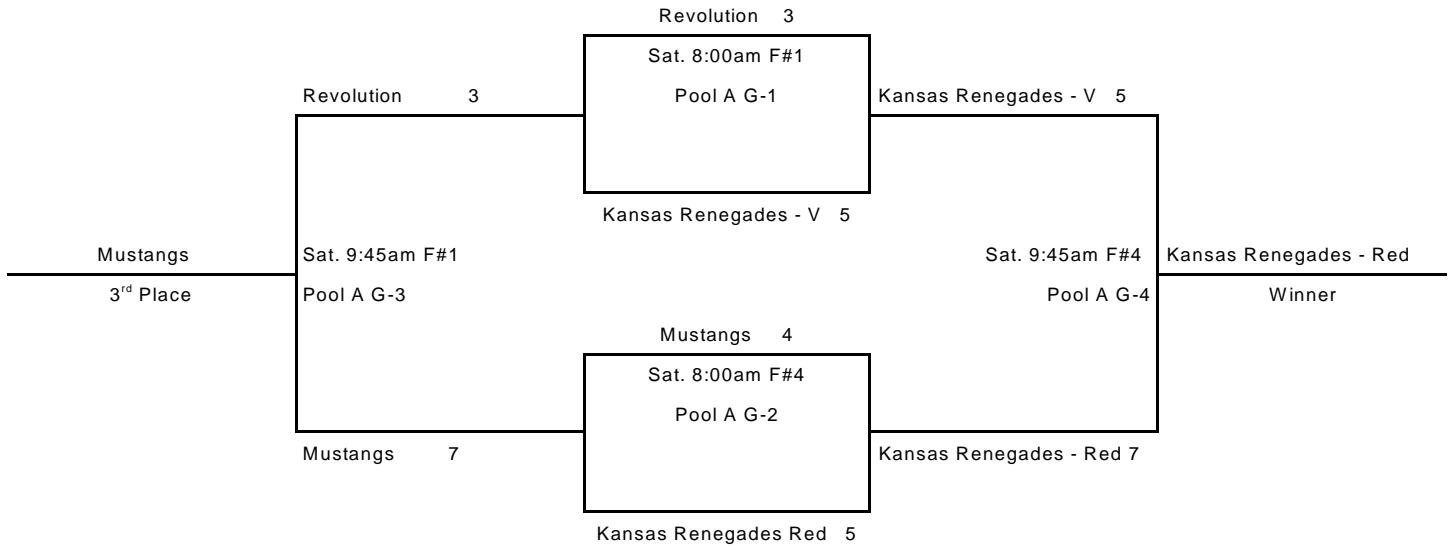 Revolution 3
Sat. 8:00am F#1
Revolution 3
Pool A G-1
Kansas Renegades - V 5
Kansas Renegades - V 5
Mustangs
Sat. 9:45am F#1
Sat. 9:45am F#4
Kansas Renegades - Red
3rd Place
Pool A G-3
Pool A G-4
Winner
Mustangs 4
Sat. 8:00am F#4
Pool A G-2
Mustangs 7
Kansas Renegades - Red 7
Kansas Renegades Red 5